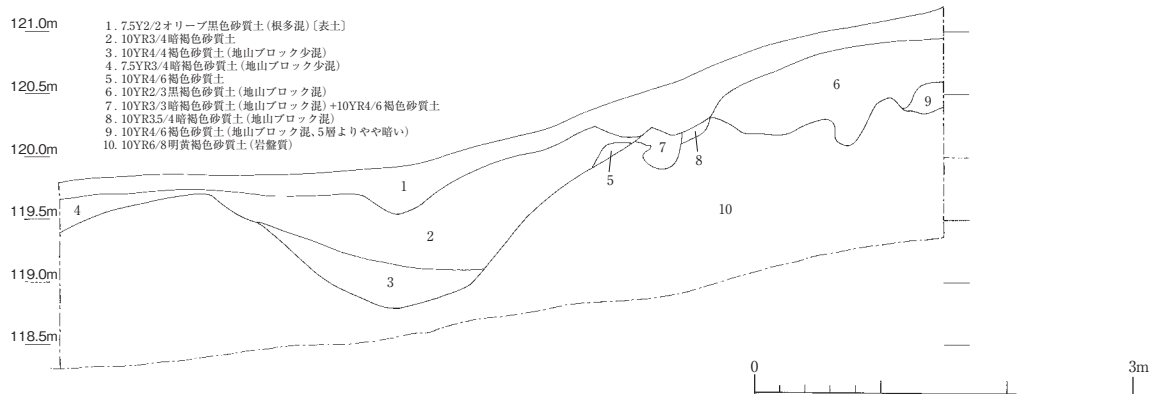 121.0m
120.5m
120.0m
119.5m
119.0m
118.5m
1. 7.5Y2/2オリーブ黒色砂質土(根多混)〔表土〕
2. 10YR3/4暗褐色砂質土
3. 10YR4/4褐色砂質土(地山ブロック少混)
4. 7.5YR3/4暗褐色砂質土(地山ブロック少混)
5. 10YR4/6褐色砂質土
6. 10YR2/3黒褐色砂質土(地山ブロック混)
7. 10YR3/3暗褐色砂質土(地山ブロック混)+10YR4/6褐色砂質土
8. 10YR3.5/4暗褐色砂質土(地山ブロック混)
9. 10YR4/6褐色砂質土(地山ブロック混、5層よりやや暗い)
10. 10YR6/8明黄褐色砂質土(岩盤質)
6
9
7
8
5
1
4
10
2
3
0
3m